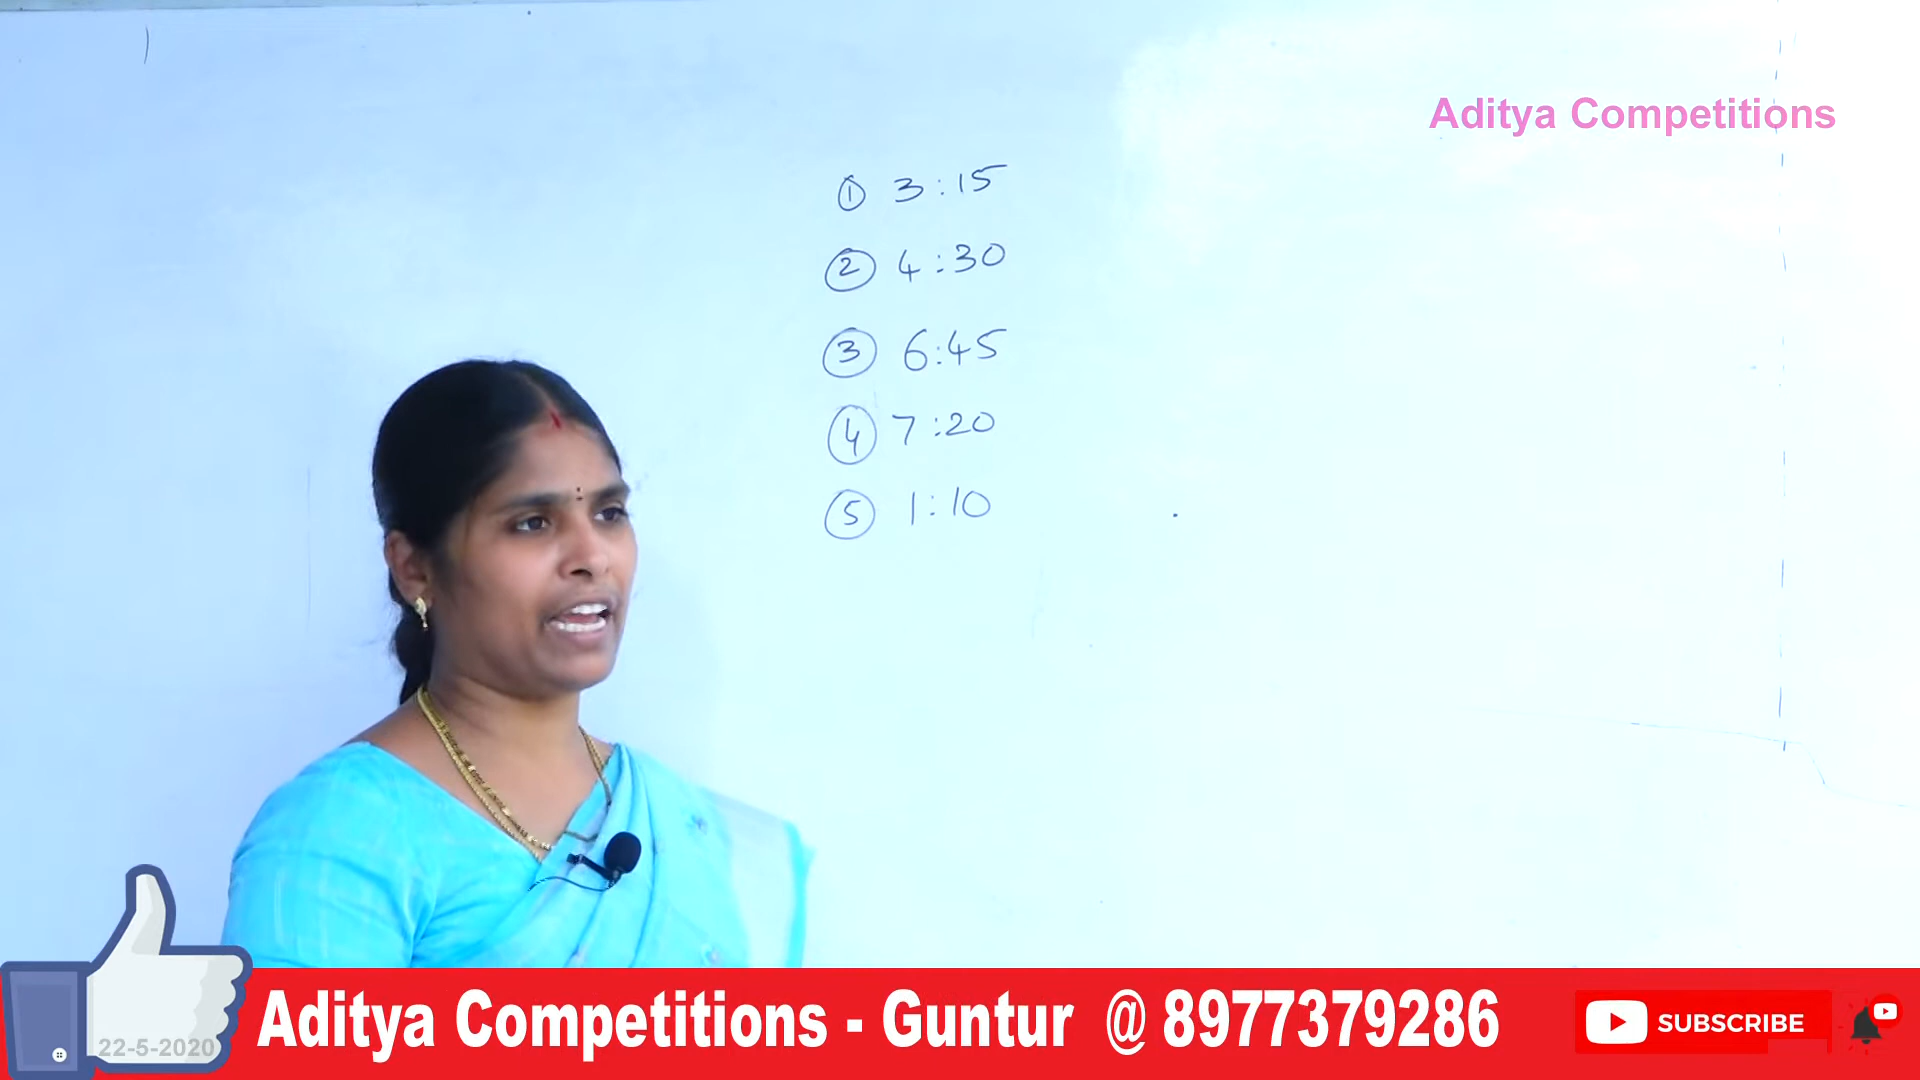 Aditya Competitions
① 3:15
② 4:30
③ 6:45
④ 7:20
⑤ 1:10
22-5-2020
Aditya Competitions - Guntur @ 8977379286
SUBSCRIBE